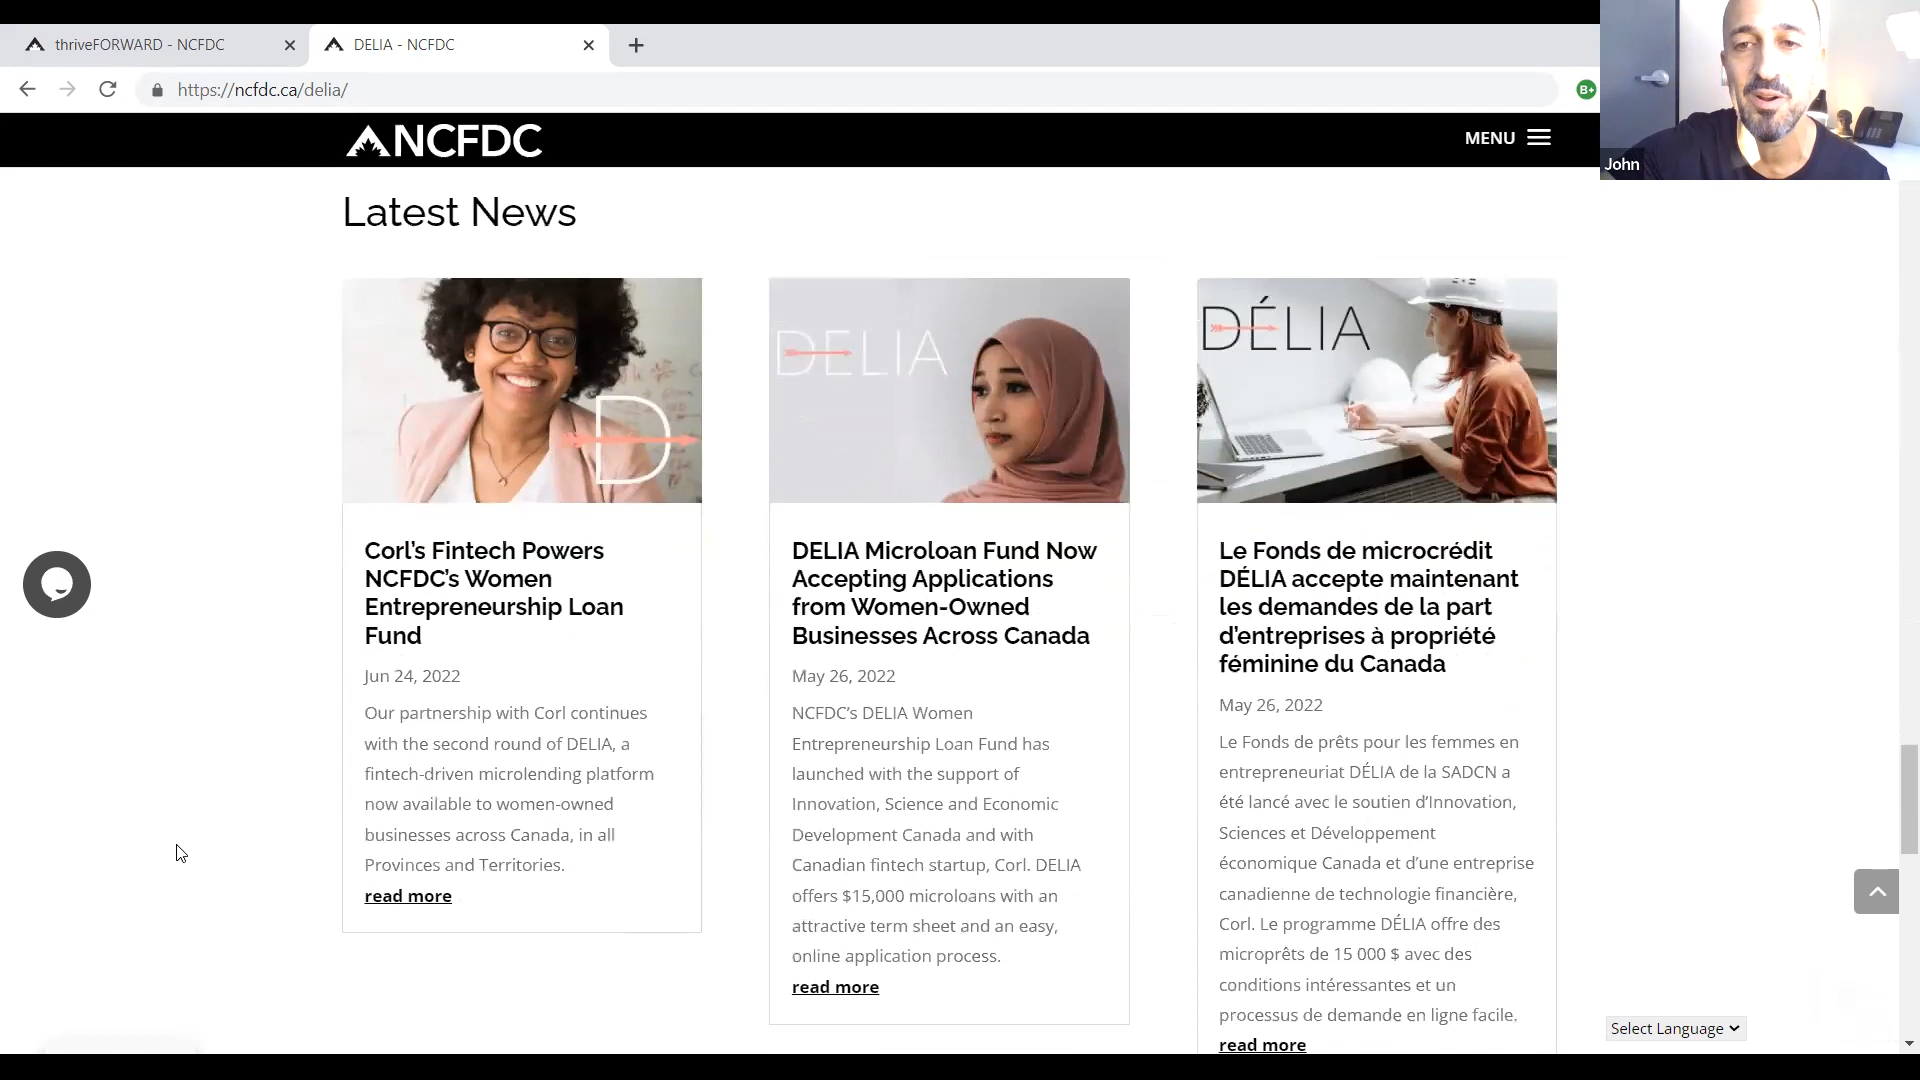 thriveFORWARD - NCFDC
DELIA - NCFDC
https://ncfdc.ca/delia/
B+
NCFDC
MENU
John
Latest News
D
DELIA
DÉLIA
Corl’s Fintech Powers
NCFDC’s Women
Entrepreneurship Loan
Fund
Jun 24, 2022
Our partnership with Corl continues
with the second round of DELIA, a
fintech-driven microlending platform
now available to women-owned
businesses across Canada, in all
Provinces and Territories.
read more
DELIA Microloan Fund Now
Accepting Applications
from Women-Owned
Businesses Across Canada
May 26, 2022
NCFDC’s DELIA Women
Entrepreneurship Loan Fund has
launched with the support of
Innovation, Science and Economic
Development Canada and with
Canadian fintech startup, Corl. DELIA
offers $15,000 microloans with an
attractive term sheet and an easy,
online application process.
read more
Le Fonds de microcrédit
DÉLIA accepte maintenant
les demandes de la part
d’entreprises à propriété
féminine du Canada
May 26, 2022
Le Fonds de prêts pour les femmes en
entrepreneuriat DÉLIA de la SADCN a
été lancé avec le soutien d’Innovation,
Sciences et Développement
économique Canada et d’une entreprise
canadienne de technologie financière,
Corl. Le programme DÉLIA offre des
microprêts de 15 000 $ avec des
conditions intéressantes et un
processus de demande en ligne facile.
read more
Select Language